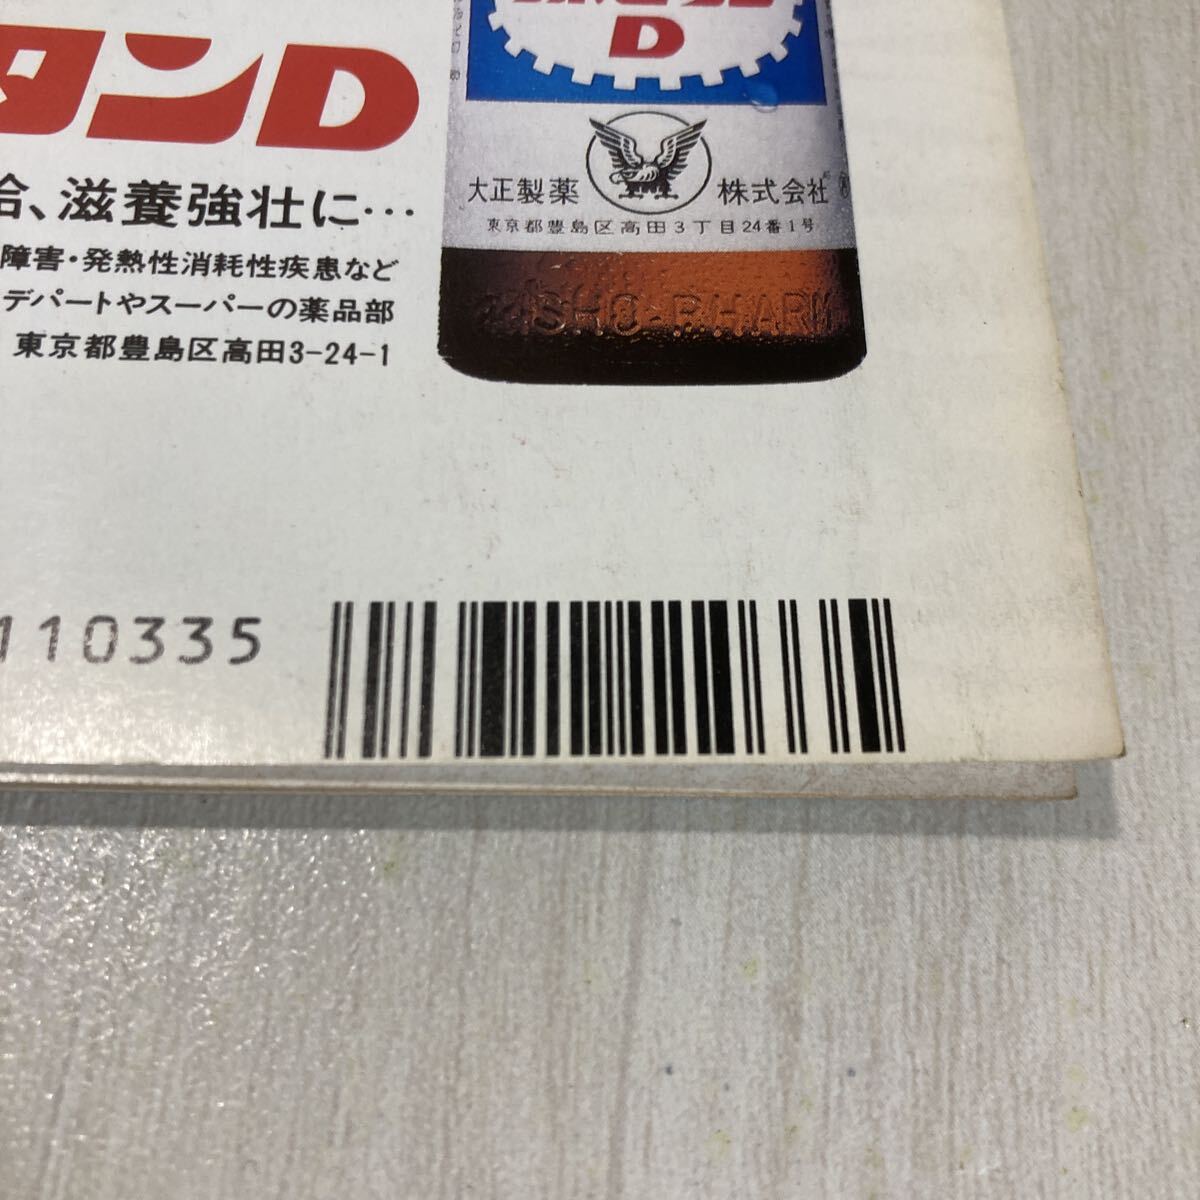 タンD
D
給、滋養強壮に…
障害・発熱性消耗性疾患など
デパートやスーパーの薬品部
東京都豊島区高田3-24-1
大正製薬 株式会社
東京都豊島区高田3丁目24番1号
TAISHO-PHARM
110335